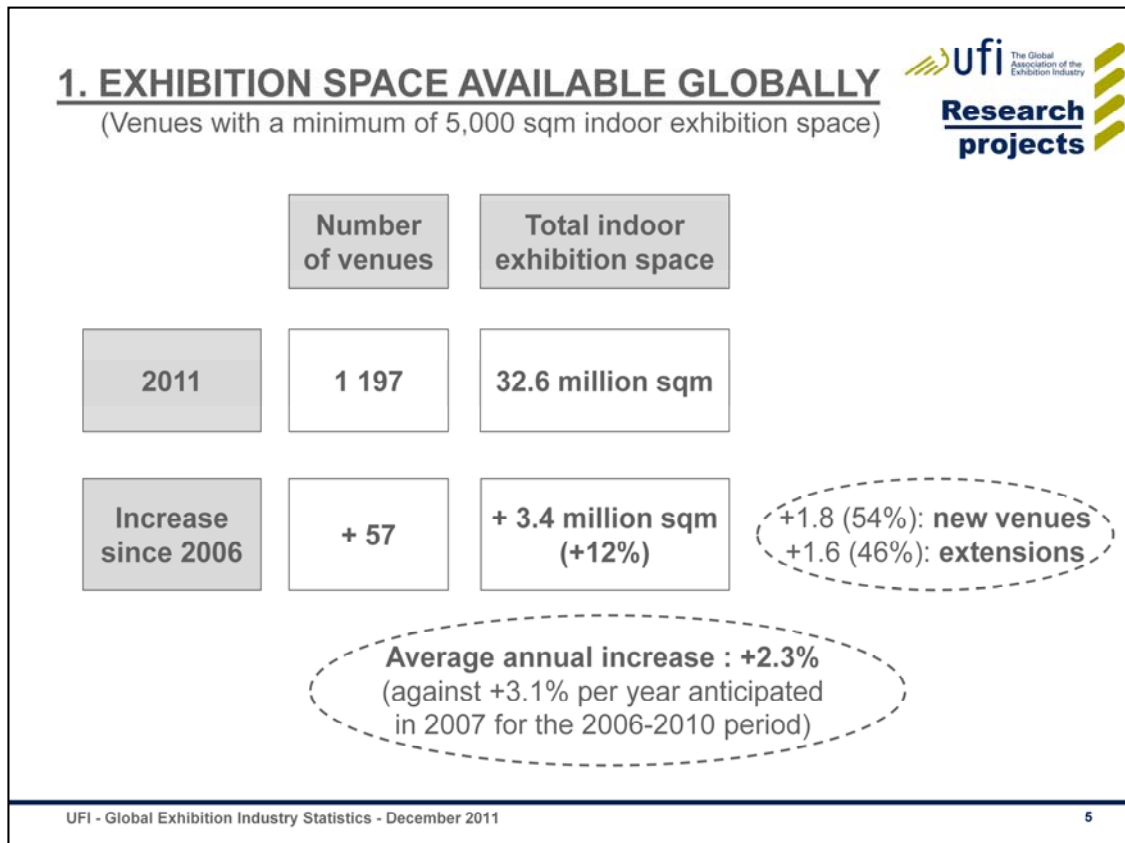 1. EXHIBITION SPACE AVAILABLE GLOBALLY
(Venues with a minimum of 5,000 sqm indoor exhibition space)
ufi
The Global
Association of the
Exhibition Industry
Research
projects
Number
of venues
Total indoor
exhibition space
2011
1 197
32.6 million sqm
Increase
since 2006
+ 57
+ 3.4 million sqm
(+12%)
+1.8 (54%): new venues
+1.6 (46%): extensions
Average annual increase : +2.3%
(against +3.1% per year anticipated
in 2007 for the 2006-2010 period)
UFI - Global Exhibition Industry Statistics - December 2011
5